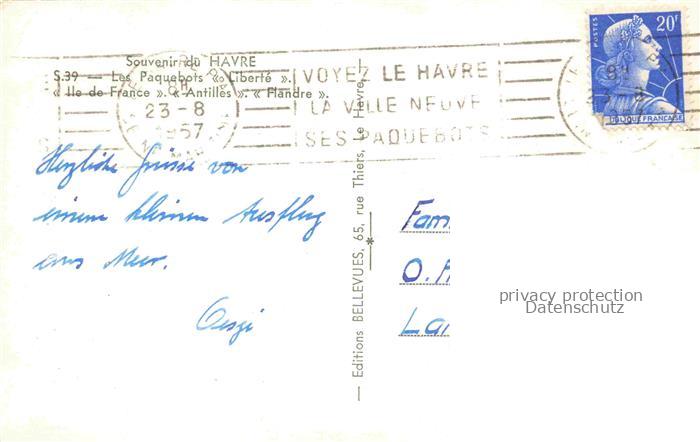 Souvenir du HAVRE
S.39 — Les Paquebots « Liberté ».
« Ile de France ». « Antilles ». « Flandre ».
23-8
1957
VOYEZ LE HAVRE
LA VILLE NEUVE
SES PAQUEBOTS
POSTES
20F
Herzliche Grüsse von
einem kleinen Ausflug
ans Meer.
Editions BELLEVUES, 65, rue Thiers, Le Havre
Fam
O.
La
privacy protection
Datenschutz